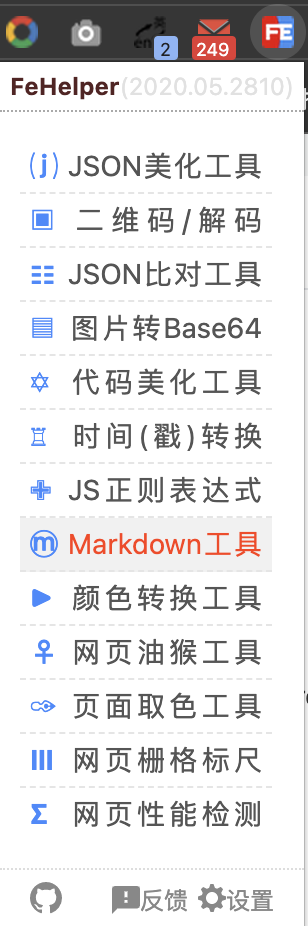 英
en
2
249
FE
FeHelper(2020.05.2810)
(j) JSON美化工具
二维码/解码
JSON比对工具
图片转Base64
代码美化工具
时间(戳)转换
JS正则表达式
m Markdown工具
颜色转换工具
网页油猴工具
页面取色工具
网页栅格标尺
Σ 网页性能检测
反馈 设置